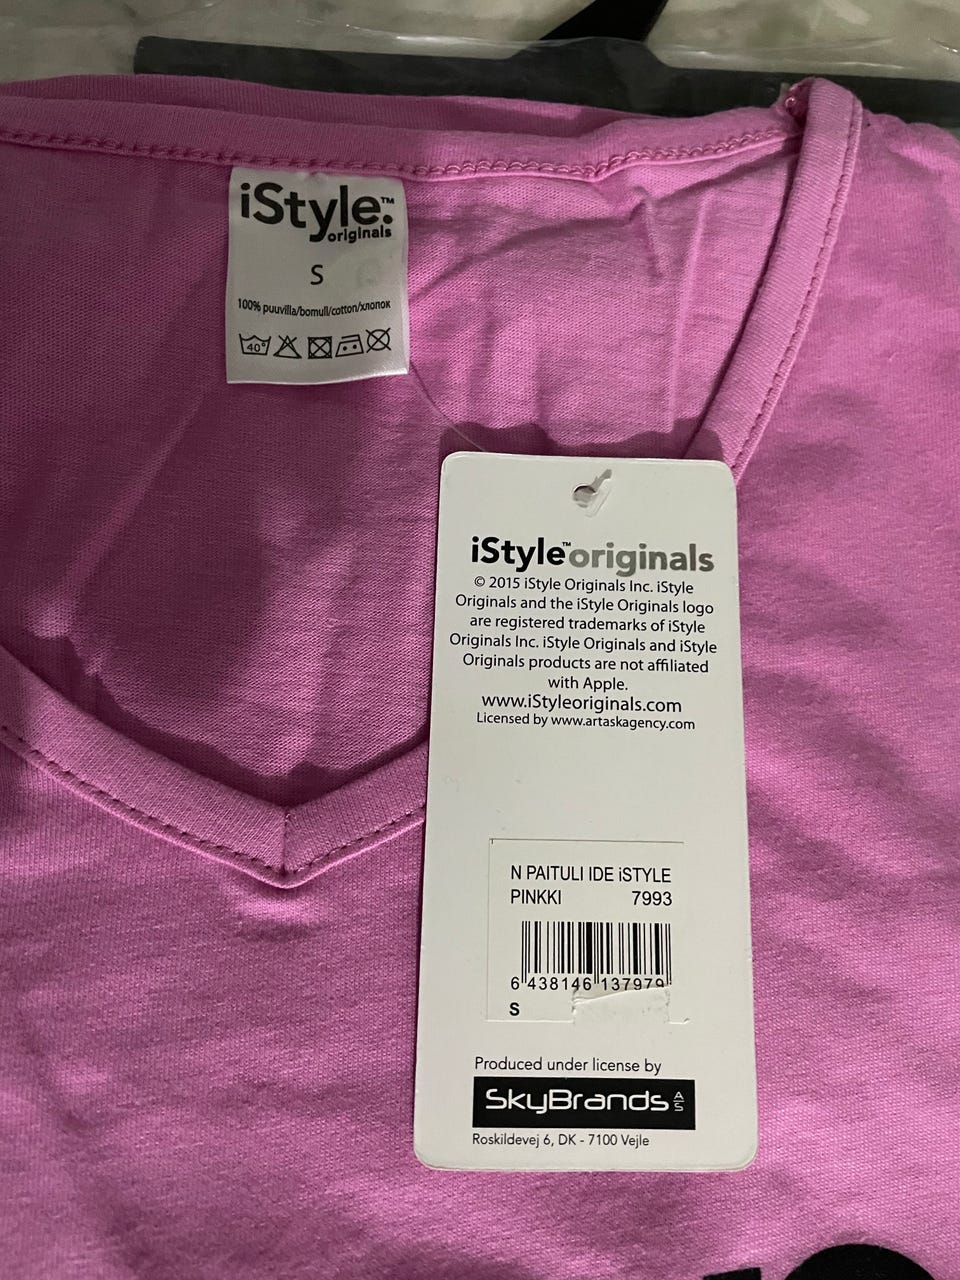 iStyle.™
originals
S
100% puuvilla/bomull/cotton/хлопок
40°
iStyle™originals
© 2015 iStyle Originals Inc. iStyle
Originals and the iStyle Originals logo
are registered trademarks of iStyle
Originals Inc. iStyle Originals and iStyle
Originals products are not affiliated
with Apple.
www.iStyleoriginals.com
Licensed by www.artaskagency.com
N PAITULI IDE iSTYLE
PINKKI 7993
6 438146 137979
S
Produced under license by
SkyBrands A/S
Roskildevej 6, DK - 7100 Vejle